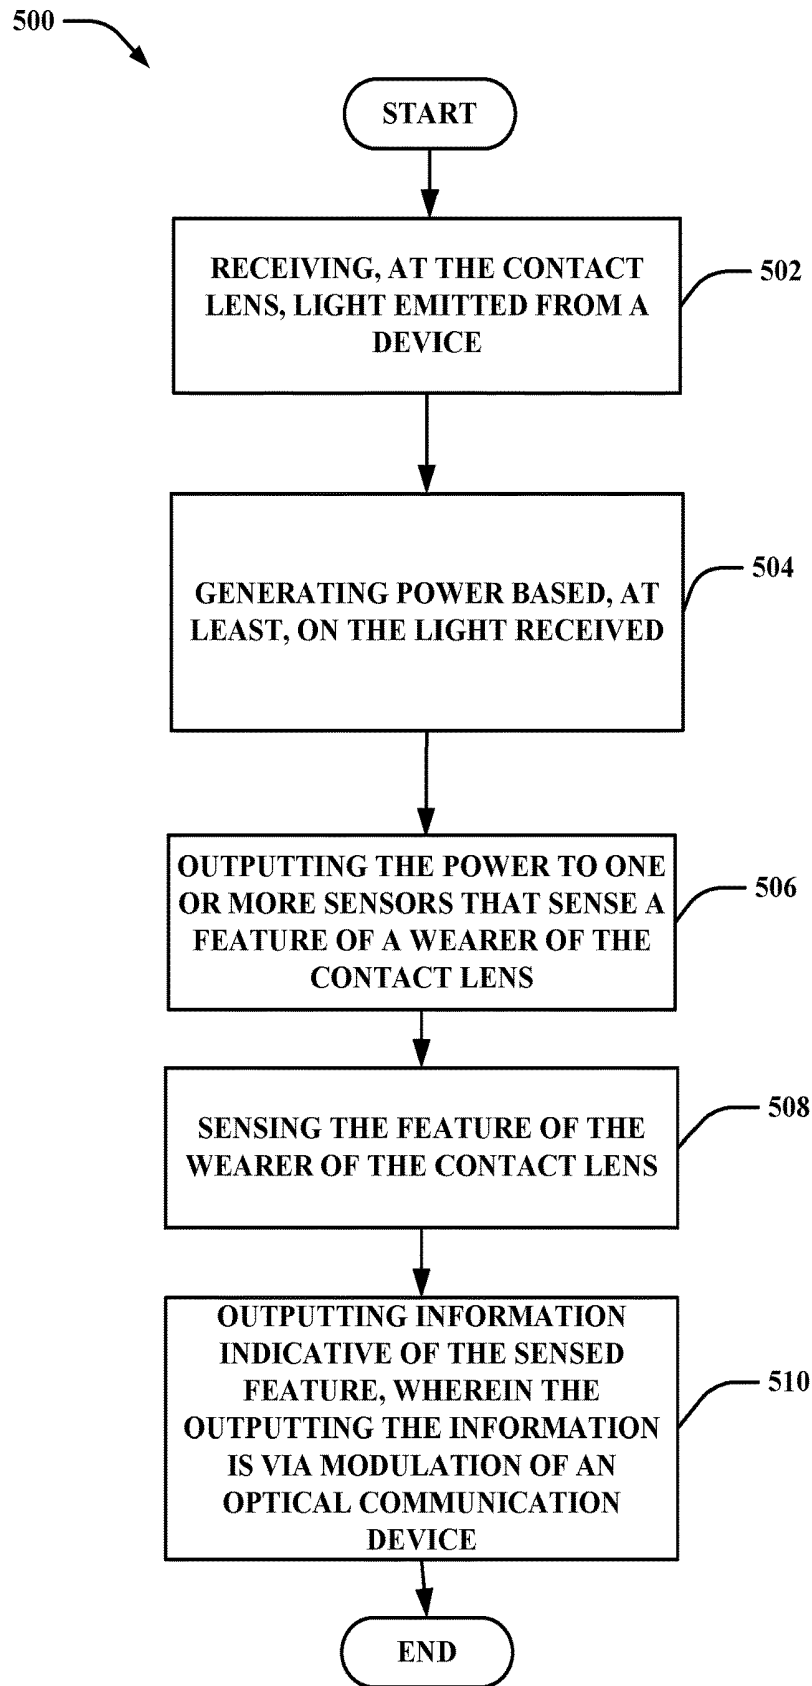 500
START
RECEIVING, AT THE CONTACT
LENS, LIGHT EMITTED FROM A
DEVICE
502
GENERATING POWER BASED, AT
LEAST, ON THE LIGHT RECEIVED
504
OUTPUTTING THE POWER TO ONE
OR MORE SENSORS THAT SENSE A
FEATURE OF A WEARER OF THE
CONTACT LENS
506
SENSING THE FEATURE OF THE
WEARER OF THE CONTACT LENS
508
OUTPUTTING INFORMATION
INDICATIVE OF THE SENSED
FEATURE, WHEREIN THE
OUTPUTTING THE INFORMATION
IS VIA MODULATION OF AN
OPTICAL COMMUNICATION
DEVICE
510
END